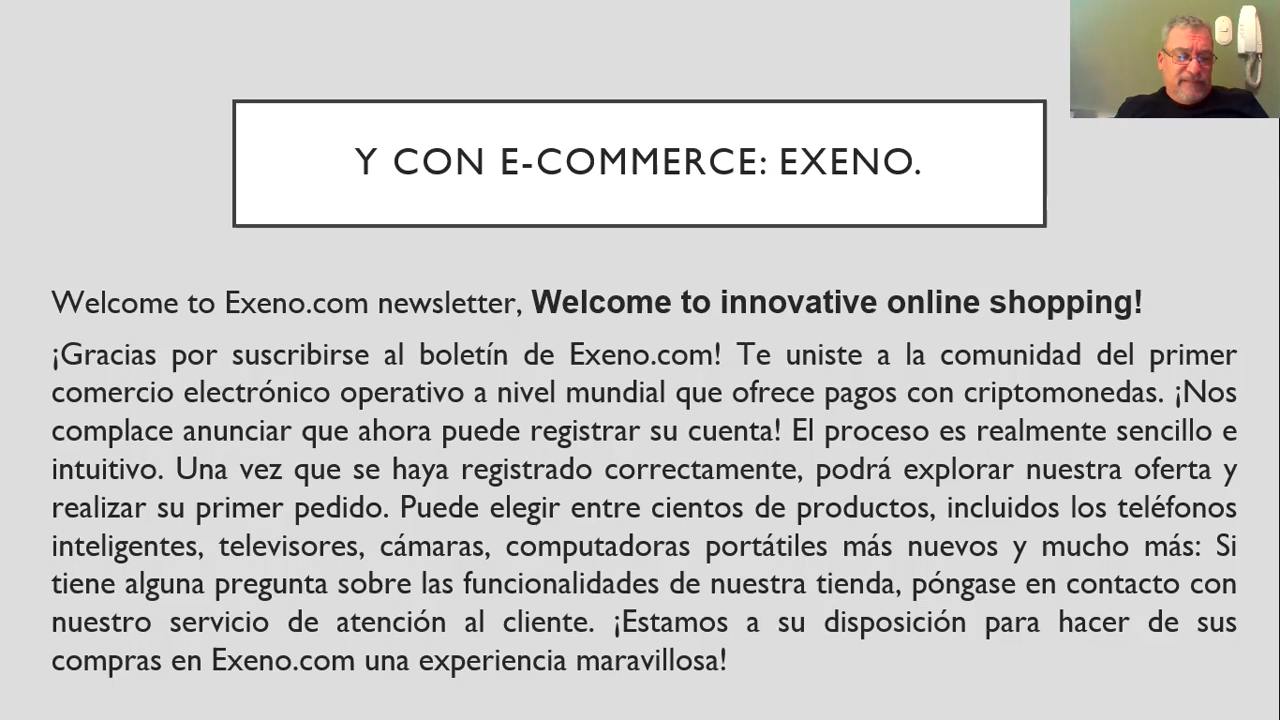 Y CON E-COMMERCE: EXENO.
Welcome to Exeno.com newsletter, Welcome to innovative online shopping!
¡Gracias por suscribirse al boletín de Exeno.com! Te uniste a la comunidad del primer
comercio electrónico operativo a nivel mundial que ofrece pagos con criptomonedas. ¡Nos
complace anunciar que ahora puede registrar su cuenta! El proceso es realmente sencillo e
intuitivo. Una vez que se haya registrado correctamente, podrá explorar nuestra oferta y
realizar su primer pedido. Puede elegir entre cientos de productos, incluidos los teléfonos
inteligentes, televisores, cámaras, computadoras portátiles más nuevos y mucho más: Si
tiene alguna pregunta sobre las funcionalidades de nuestra tienda, póngase en contacto con
nuestro servicio de atención al cliente. ¡Estamos a su disposición para hacer de sus
compras en Exeno.com una experiencia maravillosa!